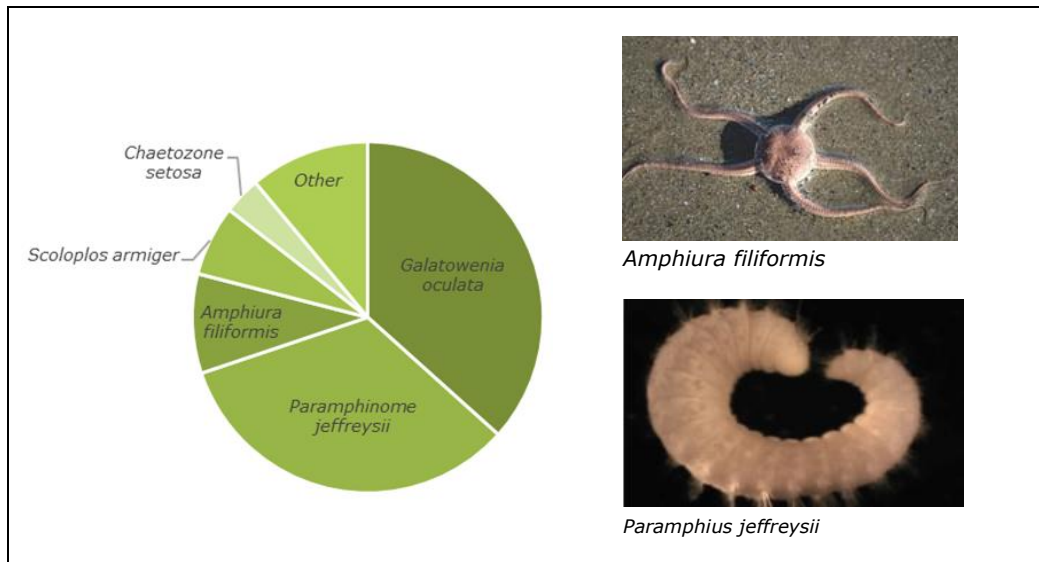 Chaetozone
setosa
Other
Scoloplos armiger
Galatowenia
oculata
Amphiura
filiformis
Paramphinome
jeffreysii
Amphiura filiformis
Paramphius jeffreysii